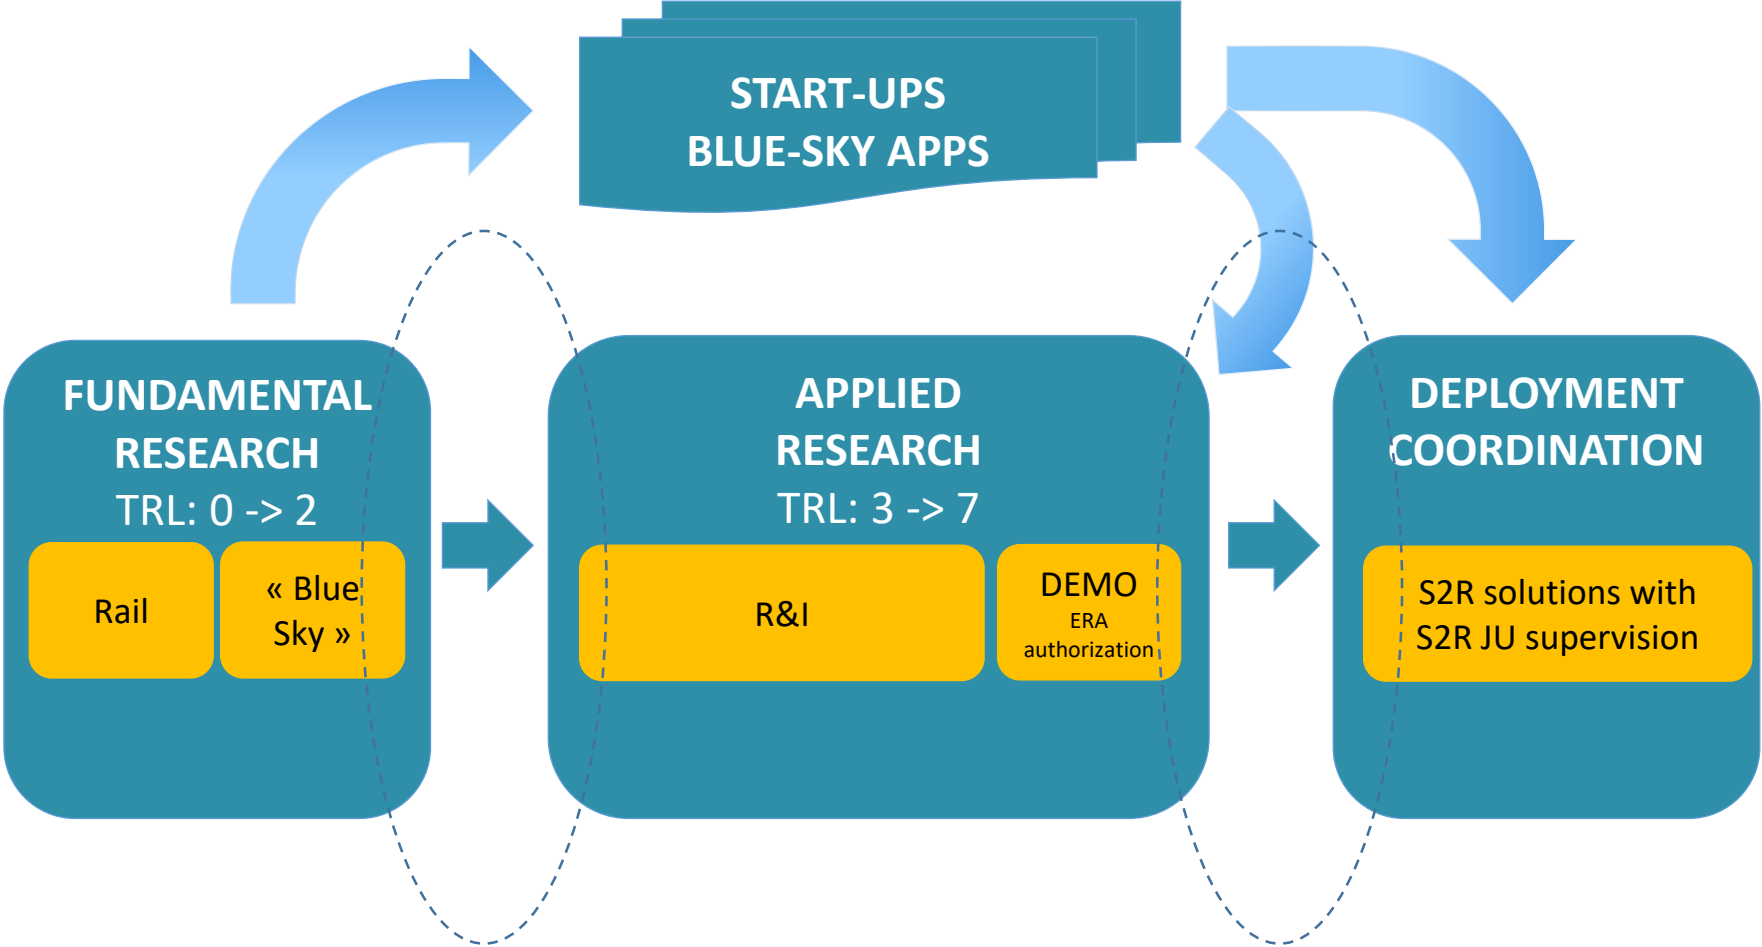 START-UPS
BLUE-SKY APPS
FUNDAMENTAL
RESEARCH
TRL: 0 -> 2
Rail
« Blue
Sky »
APPLIED
RESEARCH
TRL: 3 -> 7
R&I
DEMO
ERA
authorization
DEPLOYMENT
COORDINATION
S2R solutions with
S2R JU supervision